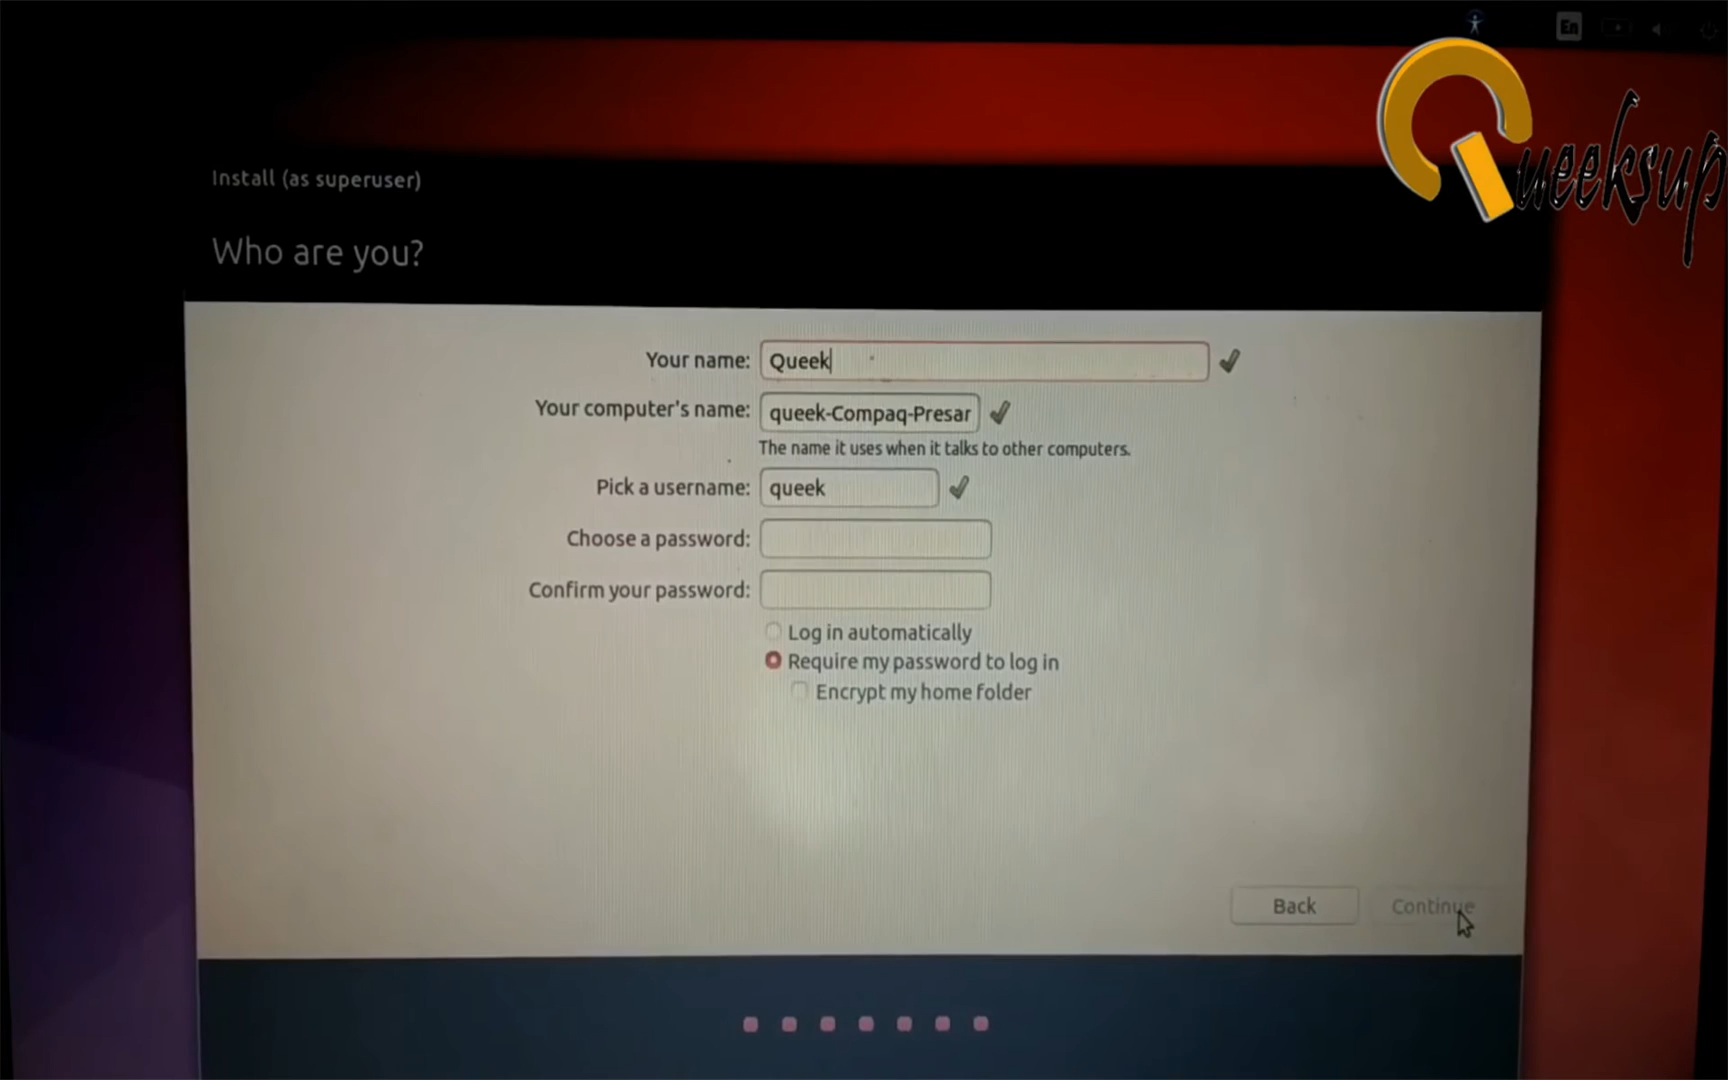 En
Queeksup
Install (as superuser)
Who are you?
Your name: Queek
Your computer's name: queek-Compaq-Presar
The name it uses when it talks to other computers.
Pick a username: queek
Choose a password:
Confirm your password:
Log in automatically
Require my password to log in
Encrypt my home folder
Back Continue